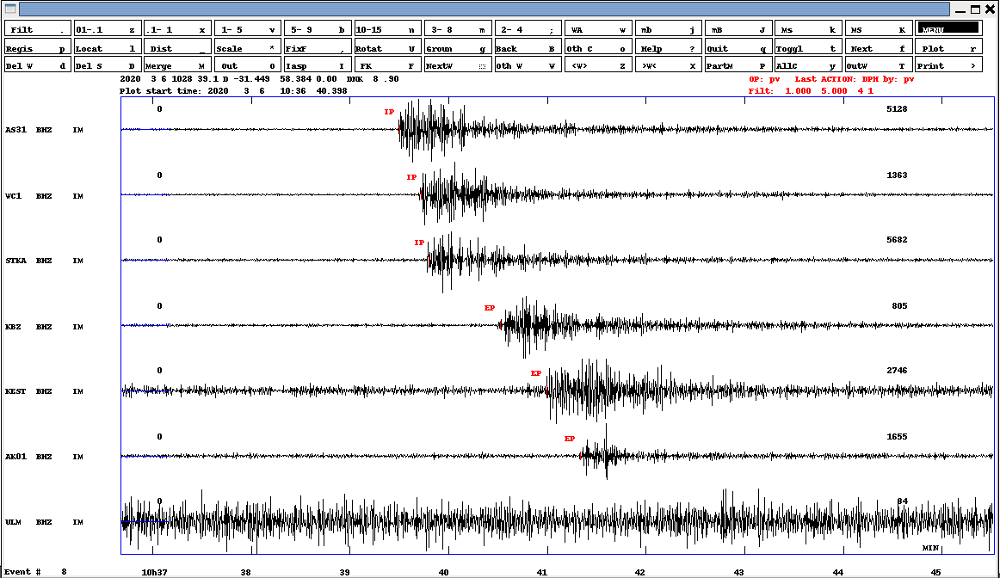 Filt . 01-.1 z .1- 1 x 1- 5 v 5- 9 b 10-15 n 3- 8 m 2- 4 ; WA w mb j mB J Ms k MS K MENU
Regis p Locat l Dist _ Scale * FixF , Rotat U Groun g Back B Oth C o Help ? Quit q Toggl t Next f Plot r
Del W d Del S D Merge M Out O Iasp I FK F NextW Oth W W <W> Z >W< X PartW P AllC y OutW T Print >
2020 3 6 1028 39.1 D -31.449 58.384 0.00 DNK 8 .90 OP: pv Last ACTION: DPH by: pv
Plot start time: 2020 3 6 10:36 40.398 Filt: 1.000 5.000 4 1
0 IP 5128
AS31 BHZ IM
0 IP 1363
WC1 BHZ IM
0 IP 5682
STKA BHZ IM
0 EP 805
KBZ BHZ IM
0 EP 2746
KEST BHZ IM
0 EP 1655
AK01 BHZ IM
0 84
ULM BHZ IM
MIN
Event # 8 10h37 38 39 40 41 42 43 44 45